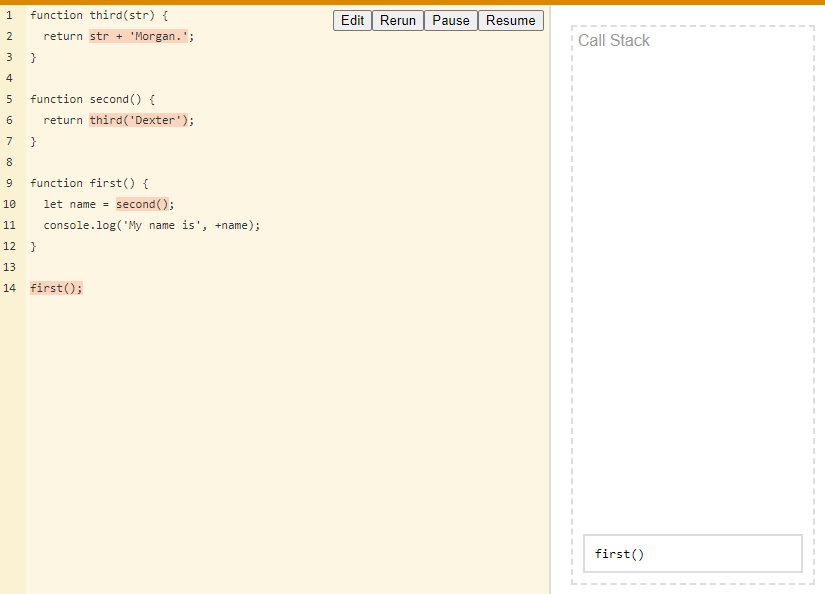 1 function third(str) {
Edit Rerun Pause Resume
2   return str + 'Morgan.';
3 }
4
5 function second() {
6   return third('Dexter');
7 }
8
9 function first() {
10   let name = second();
11   console.log('My name is', +name);
12 }
13
14 first();
Call Stack
first()